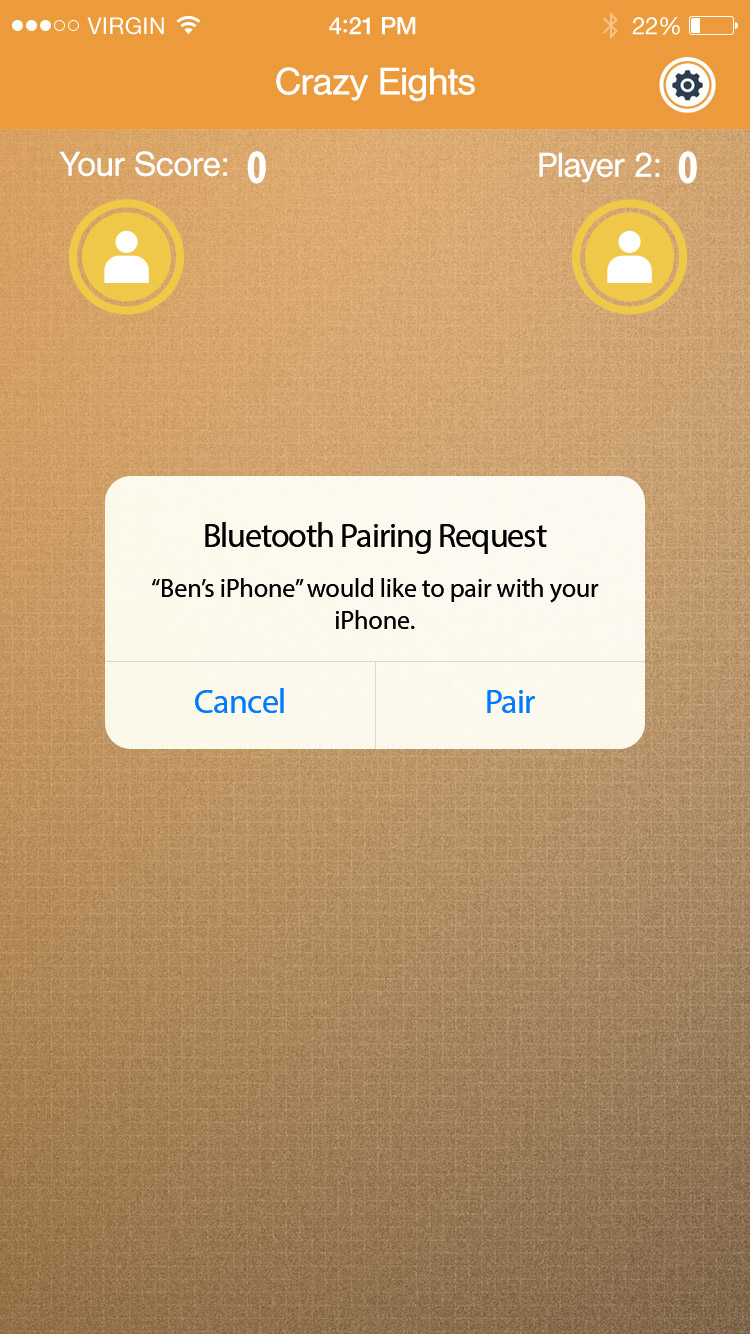 VIRGIN 4:21 PM 22%
Crazy Eights
Your Score: 0 Player 2: 0
Bluetooth Pairing Request
“Ben’s iPhone” would like to pair with your
iPhone.
Cancel Pair